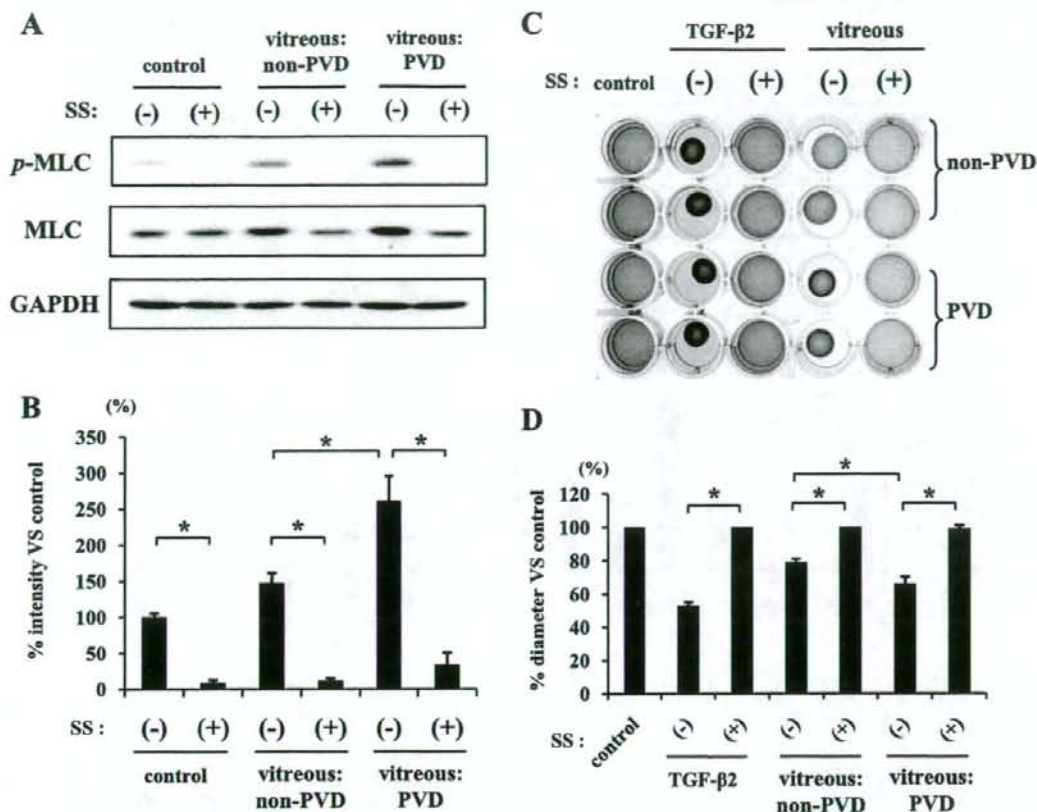 A
control
vitreous:
non-PVD
vitreous:
PVD
SS: (-) (+) (-) (+) (-) (+)
p-MLC
MLC
GAPDH
B
(%)
% intensity VS control
350
300
250
200
150
100
50
0
* * * *
SS : (-) (+) (-) (+) (-) (+)
control
vitreous:
non-PVD
vitreous:
PVD
C
TGF-β2 vitreous
SS : control (-) (+) (-) (+)
non-PVD
PVD
D
(%)
% diameter VS control
120
100
80
60
40
20
0
* * * *
SS : control (-) (+) (-) (+) (-) (+)
TGF-β2
vitreous:
non-PVD
vitreous:
PVD